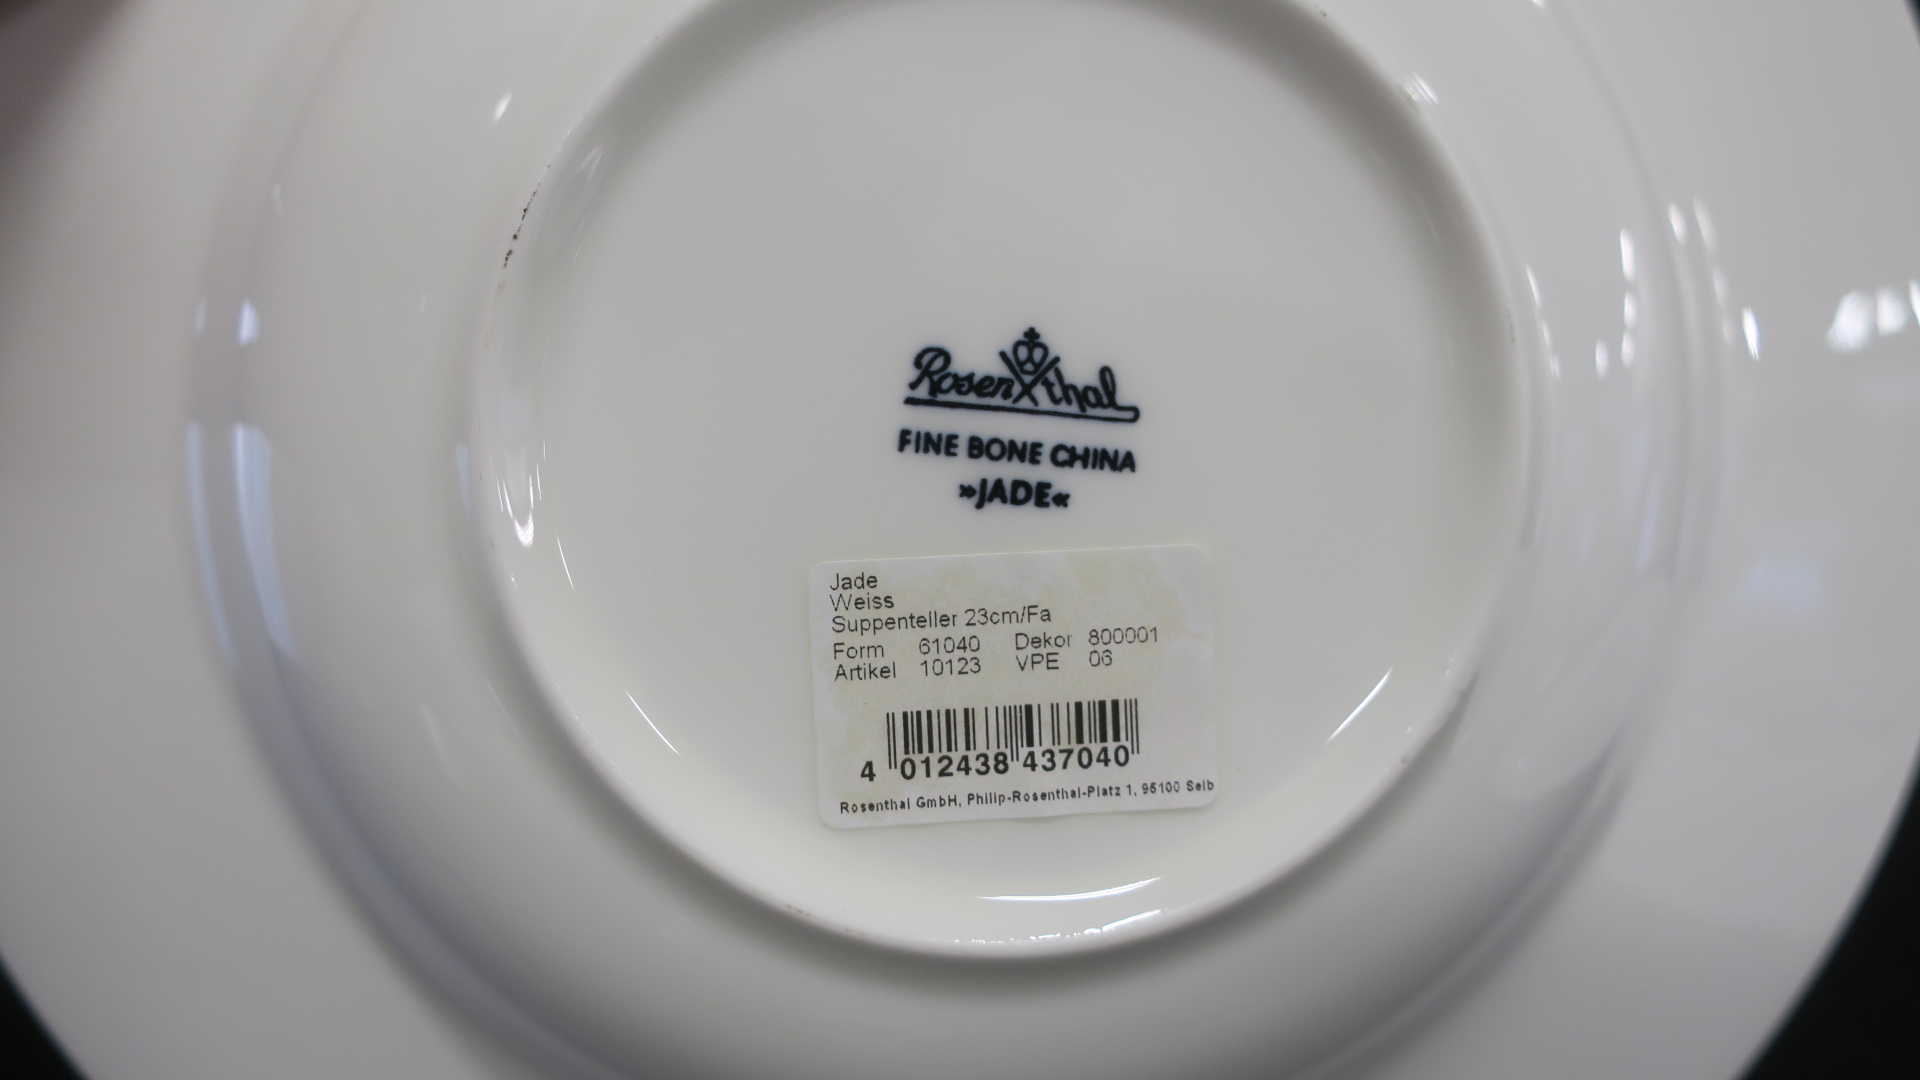 Rosenthal
FINE BONE CHINA
»JADE«
Jade
Weiss
Suppenteller 23cm/Fa
Form 61040 Dekor 800001
Artikel 10123 VPE 06
4 012438 437040
Rosenthal GmbH, Philip-Rosenthal-Platz 1, 95100 Selb